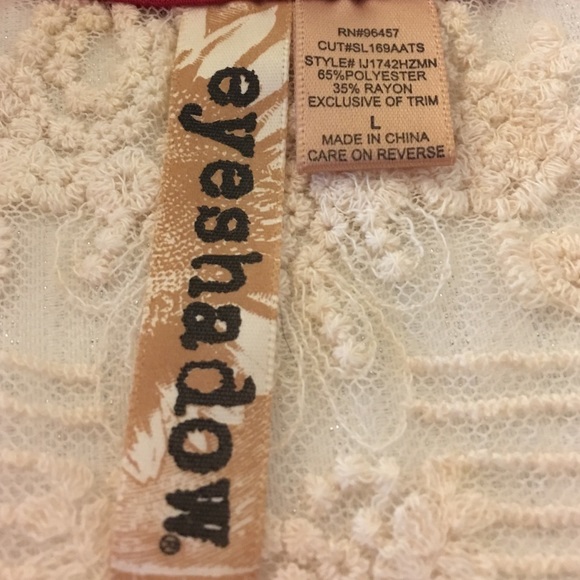 eyeshadow®
RN#96457
CUT#SL169AATS
STYLE# IJ1742HZMN
65%POLYESTER
35% RAYON
EXCLUSIVE OF TRIM
L
MADE IN CHINA
CARE ON REVERSE